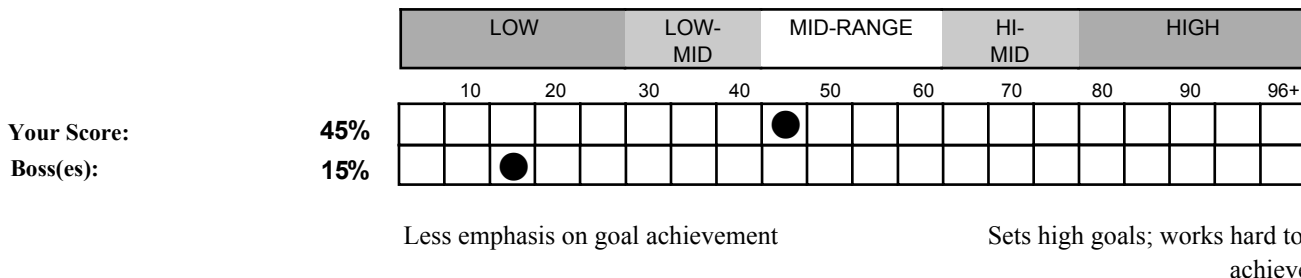 LOW LOW- MID-RANGE HI- HIGH
MID MID
10 20 30 40 50 60 70 80 90 96+
Your Score: 45%
Boss(es): 15%
Less emphasis on goal achievement Sets high goals; works hard to
achieve